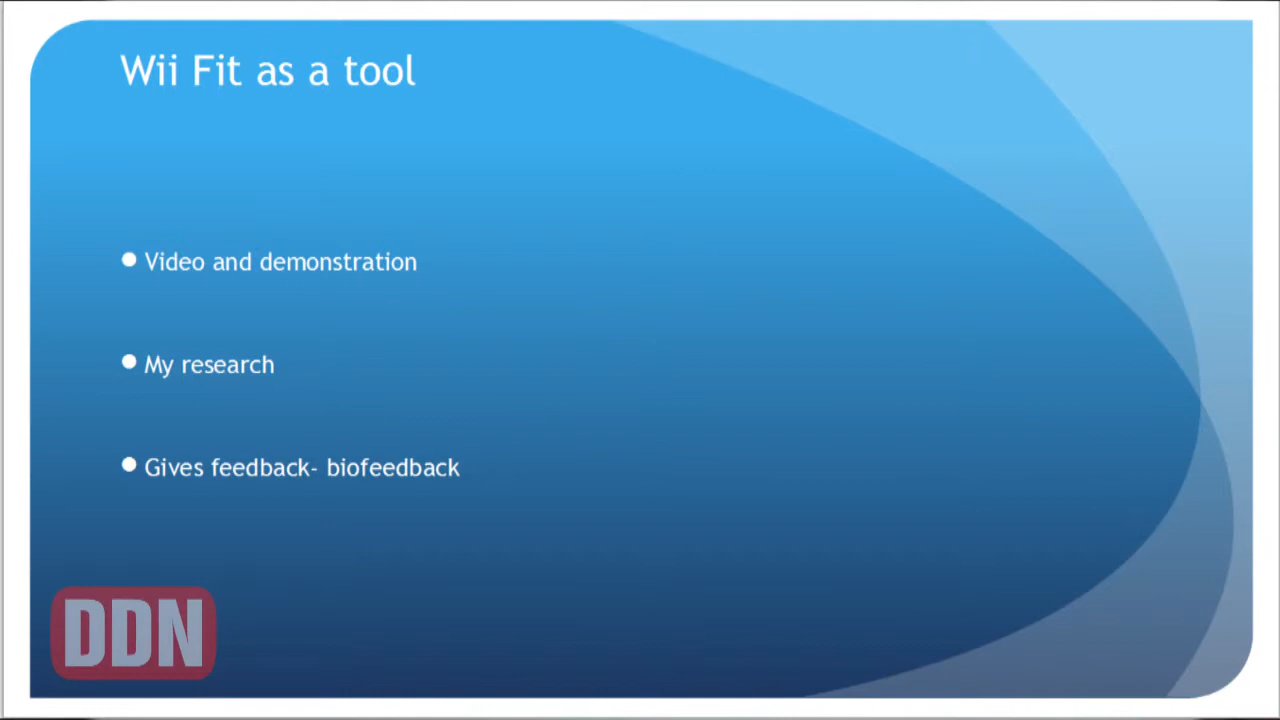 Wii Fit as a tool
Video and demonstration
My research
Gives feedback- biofeedback
DDN